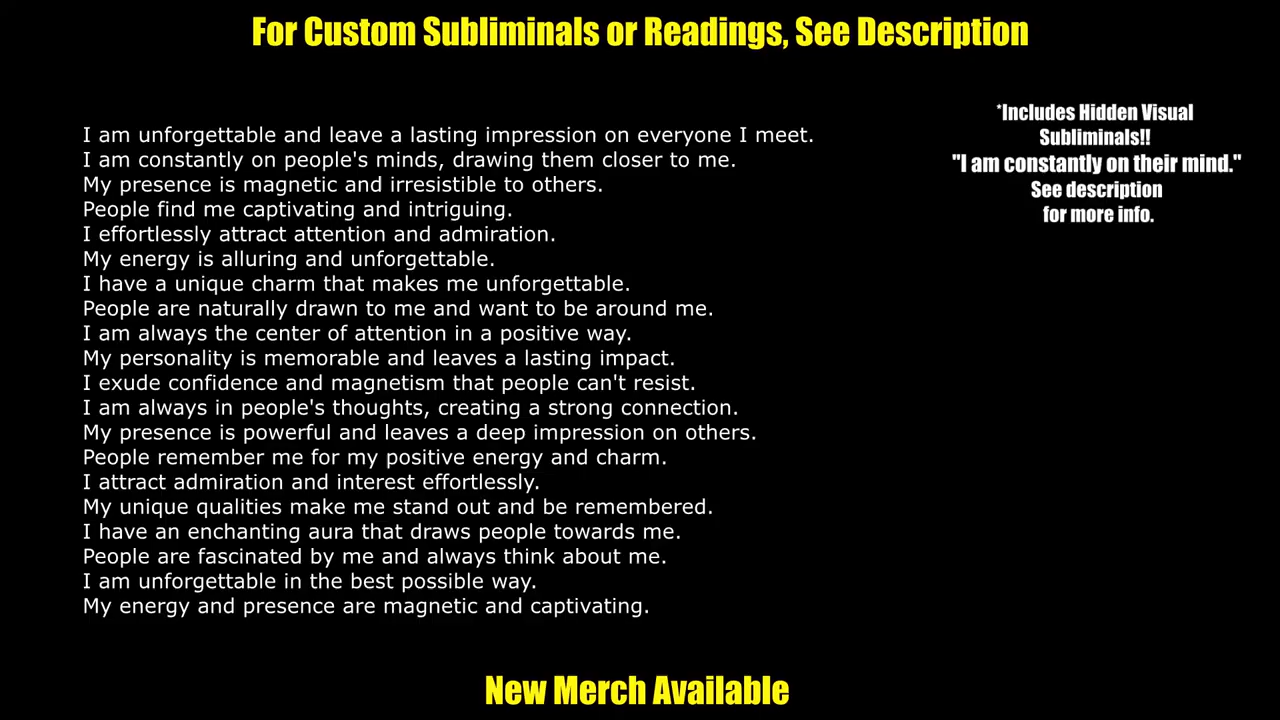 For Custom Subliminals or Readings, See Description
*Includes Hidden Visual
Subliminals!!
"I am constantly on their mind."
See description
for more info.
I am unforgettable and leave a lasting impression on everyone I meet.
I am constantly on people's minds, drawing them closer to me.
My presence is magnetic and irresistible to others.
People find me captivating and intriguing.
I effortlessly attract attention and admiration.
My energy is alluring and unforgettable.
I have a unique charm that makes me unforgettable.
People are naturally drawn to me and want to be around me.
I am always the center of attention in a positive way.
My personality is memorable and leaves a lasting impact.
I exude confidence and magnetism that people can't resist.
I am always in people's thoughts, creating a strong connection.
My presence is powerful and leaves a deep impression on others.
People remember me for my positive energy and charm.
I attract admiration and interest effortlessly.
My unique qualities make me stand out and be remembered.
I have an enchanting aura that draws people towards me.
People are fascinated by me and always think about me.
I am unforgettable in the best possible way.
My energy and presence are magnetic and captivating.
New Merch Available